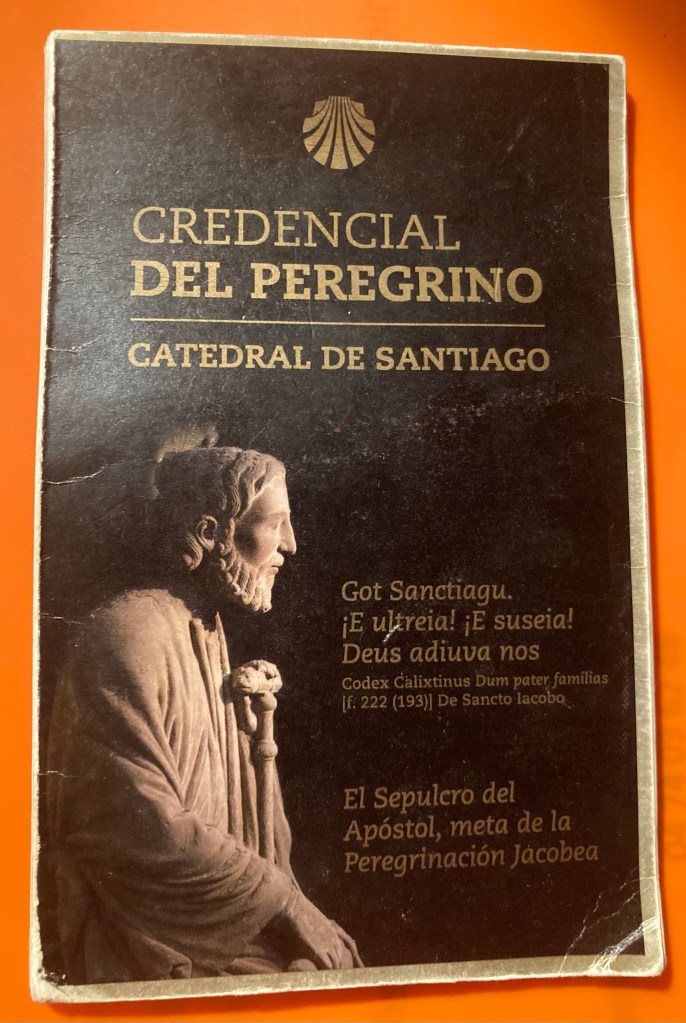 CREDENCIAL
DEL PEREGRINO
CATEDRAL DE SANTIAGO
Got Sanctiagu.
¡E ultreia! ¡E suseia!
Deus adiuva nos
Codex Calixtinus Dum pater familias
[f. 222 (193)] De Sancto Iacobo
El Sepulcro del
Apóstol, meta de la
Peregrinación Jacobea